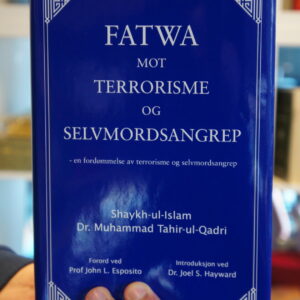 FATWA
MOT
TERRORISME
OG
SELVMORDSANGREP
- en fordømmelse av terrorisme og selvmordsangrep
Shaykh-ul-Islam
Dr. Muhammad Tahir-ul-Qadri
Forord ved
Prof John L. Esposito
Introduksjon ved
Dr. Joel S. Hayward